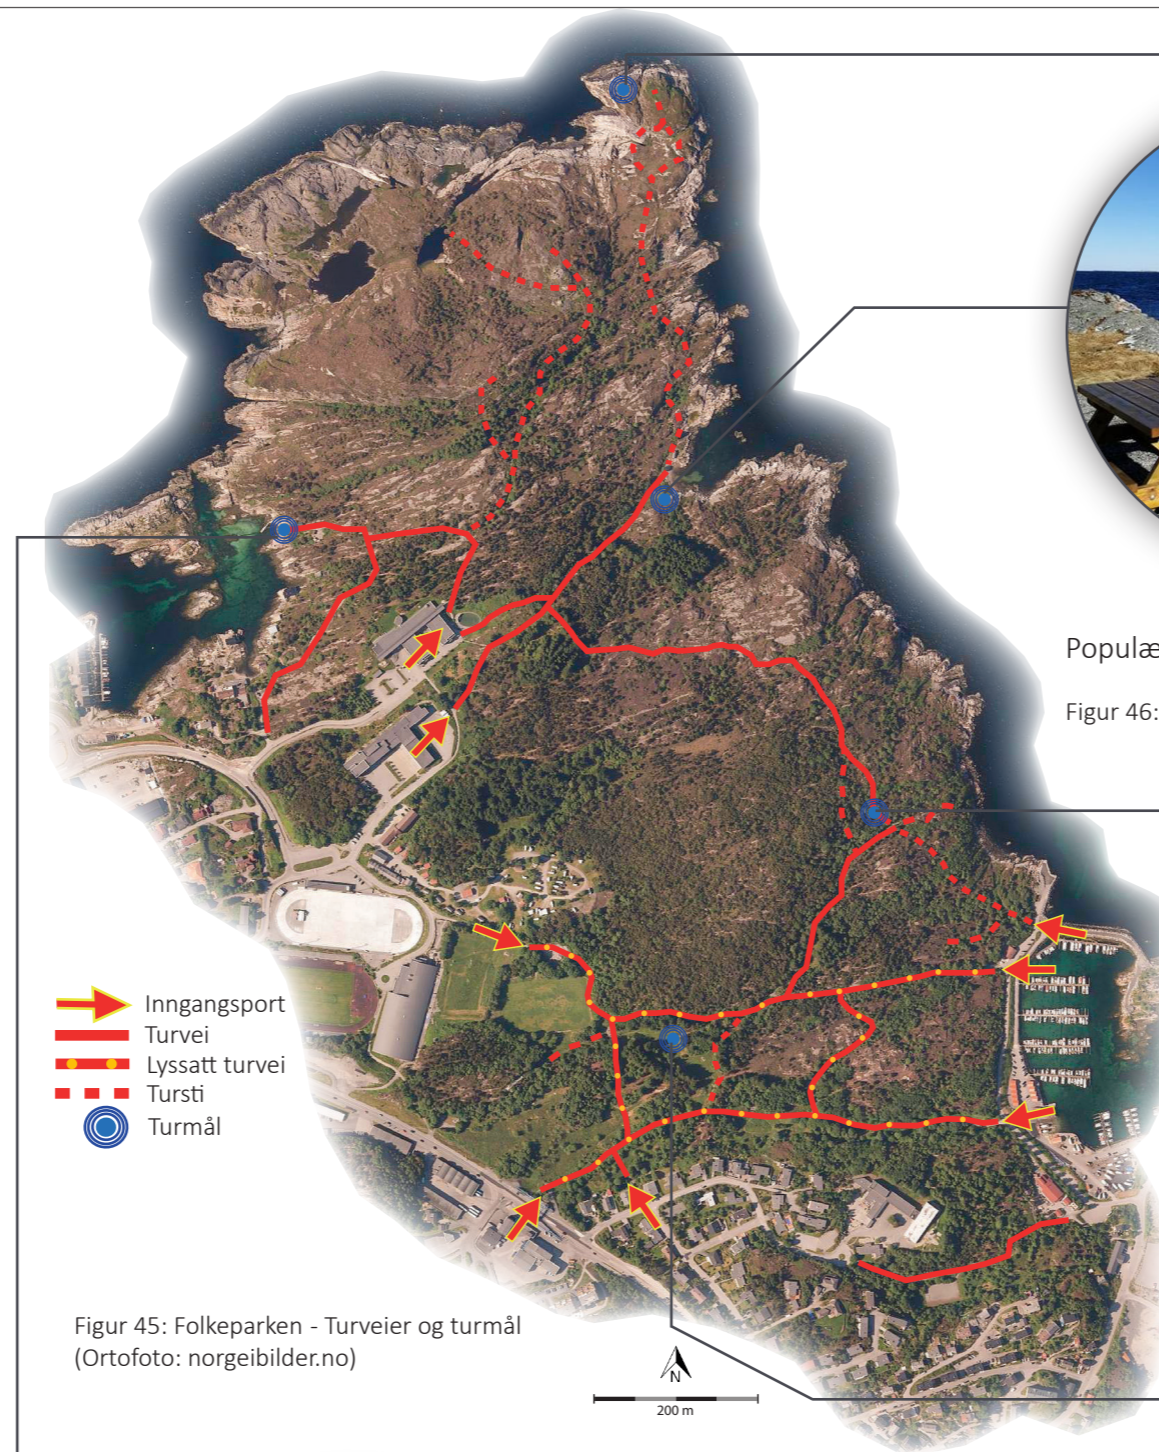 Populæ
Figur 46:
Inngangsport
Turvei
Lyssatt turvei
Tursti
Turmål
Figur 45: Folkeparken - Turveier og turmål
(Ortofoto: norgeibilder.no)
N
200 m